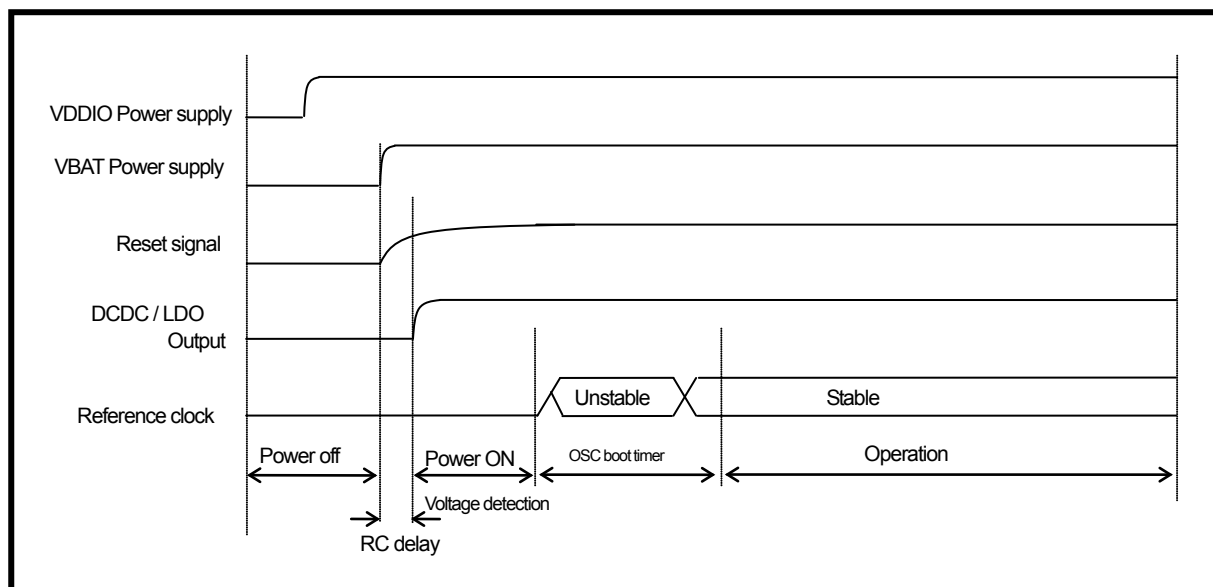 VDDIO Power supply
VBAT Power supply
Reset signal
DCDC / LDO
Output
Reference clock
Unstable
Stable
Power off
Power ON
OSC boot timer
Operation
Voltage detection
RC delay